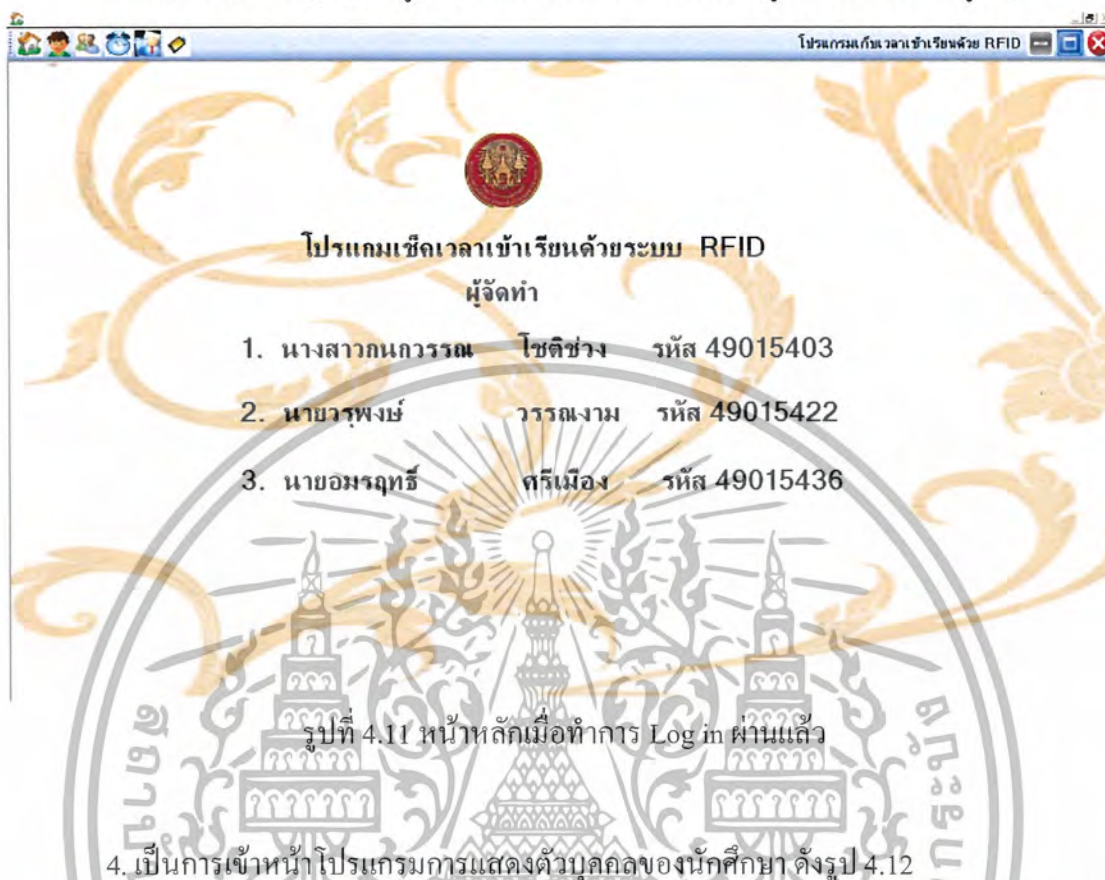 โปรแกรมเก็บเวลาเข้าเรียนด้วย RFID
โปรแกมเช็คเวลาเข้าเรียนด้วยระบบ RFID
ผู้จัดทำ
1. นางสาวกนกวรรณ โชติช่วง รหัส 49015403
2. นายวรุพงษ์ วรรณงาม รหัส 49015422
3. นายอมรฤทธิ์ ศรีเมือง รหัส 49015436
รูปที่ 4.11 หน้าหลักเมื่อทำการ Log in ผ่านแล้ว
4. เป็นการเข้าหน้าโปรแกรมการแสดงตัวบุคคลของนักศึกษา ดังรูป 4.12